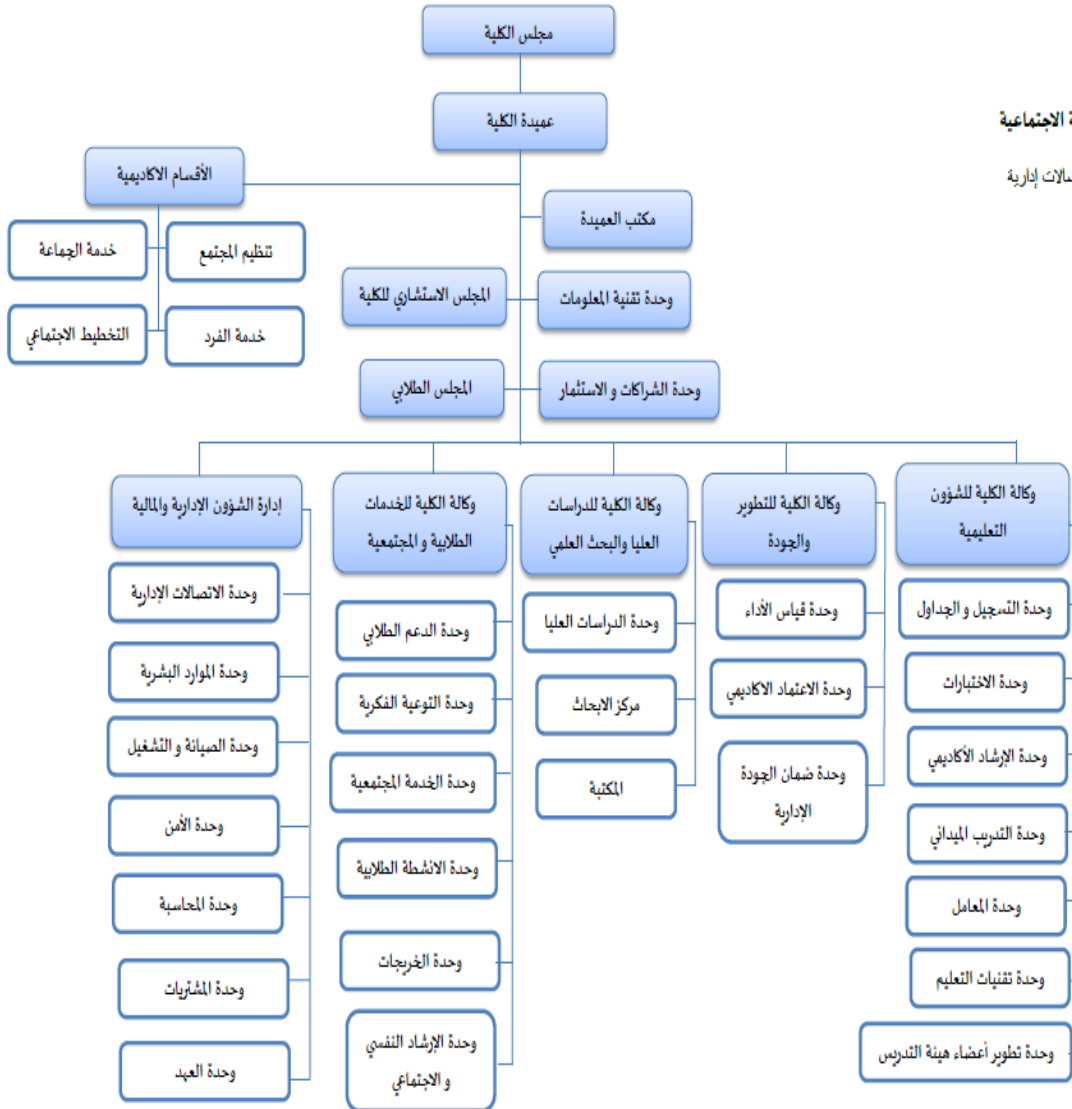 مجلس الكلية
عميدة الكلية
ة الاجتماعية
سالات إدارية
الأقسام الاكاديمية
تنظيم المجتمع
خدمة الجماعة
خدمة الفرد
التخطيط الاجتماعي
مكتب العميدة
وحدة تقنية المعلومات
المجلس الاستشاري للكلية
وحدة الشراكات و الاستثمار
المجلس الطلابي
وكالة الكلية للشؤون
التعليمية
وحدة التسجيل و الجداول
وحدة الاختبارات
وحدة الإرشاد الأكاديمي
وحدة التدريب الميداني
وحدة المعامل
وحدة تقنيات التعليم
وحدة تطوير أعضاء هيئة التدريس
وكالة الكلية للتطوير
والجودة
وحدة قياس الأداء
وحدة الاعتماد الاكاديمي
وحدة ضمان الجودة
الإدارية
وكالة الكلية للدراسات
العليا والبحث العلمي
وحدة الدراسات العليا
مركز الابحاث
المكتبة
وكالة الكلية للخدمات
الطلابية و المجتمعية
وحدة الدعم الطلابي
وحدة التوعية الفكرية
وحدة الخدمة المجتمعية
وحدة الانشطة الطلابية
وحدة الخريجات
وحدة الإرشاد النفسي
و الاجتماعي
إدارة الشؤون الإدارية والمالية
وحدة الاتصالات الإدارية
وحدة الموارد البشرية
وحدة الصيانة و التشغيل
وحدة الأمن
وحدة المحاسبة
وحدة المشتريات
وحدة العهد